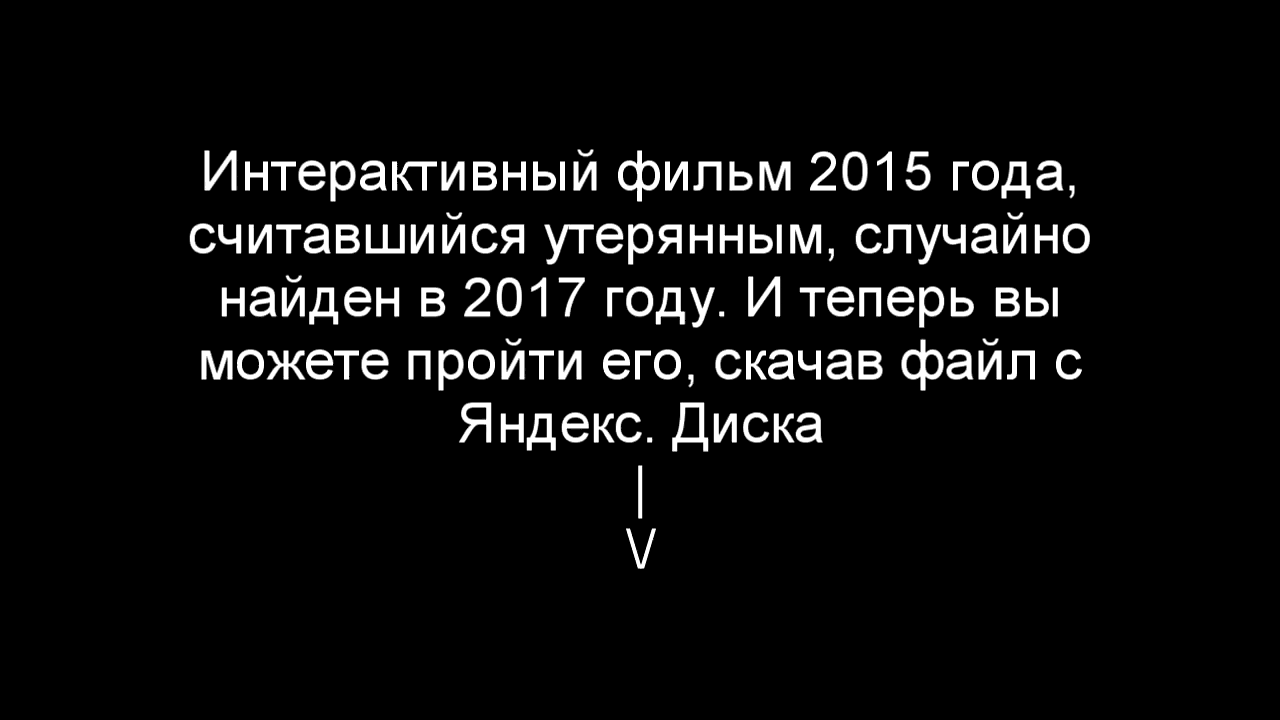 Интерактивный фильм 2015 года,
считавшийся утерянным, случайно
найден в 2017 году. И теперь вы
можете пройти его, скачав файл с
Яндекс. Диска
|
V